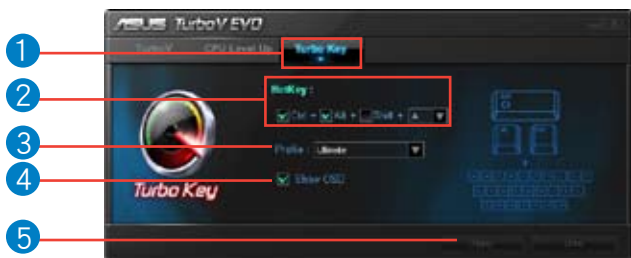 ASUS TurboV EVO
TurboV CPU Level Up Turbo Key
1
2 HotKey :
Ctrl + Alt + Shift + A
3 Profile : Ultimate
4 Show OSD
Turbo Key
5